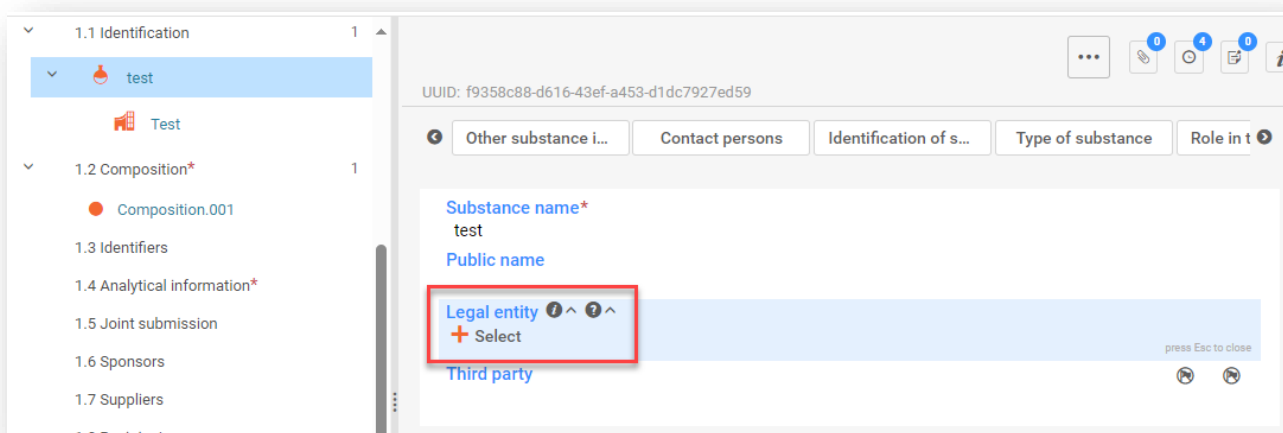 1.1 Identification 1
test
Test
1.2 Composition* 1
Composition.001
1.3 Identifiers
1.4 Analytical information*
1.5 Joint submission
1.6 Sponsors
1.7 Suppliers
... 0 4 0 i
UUID: f9358c88-d616-43ef-a453-d1dc7927ed59
Other substance i... Contact persons Identification of s... Type of substance Role in t
Substance name*
test
Public name
Legal entity i ?
+ Select
press Esc to close
Third party